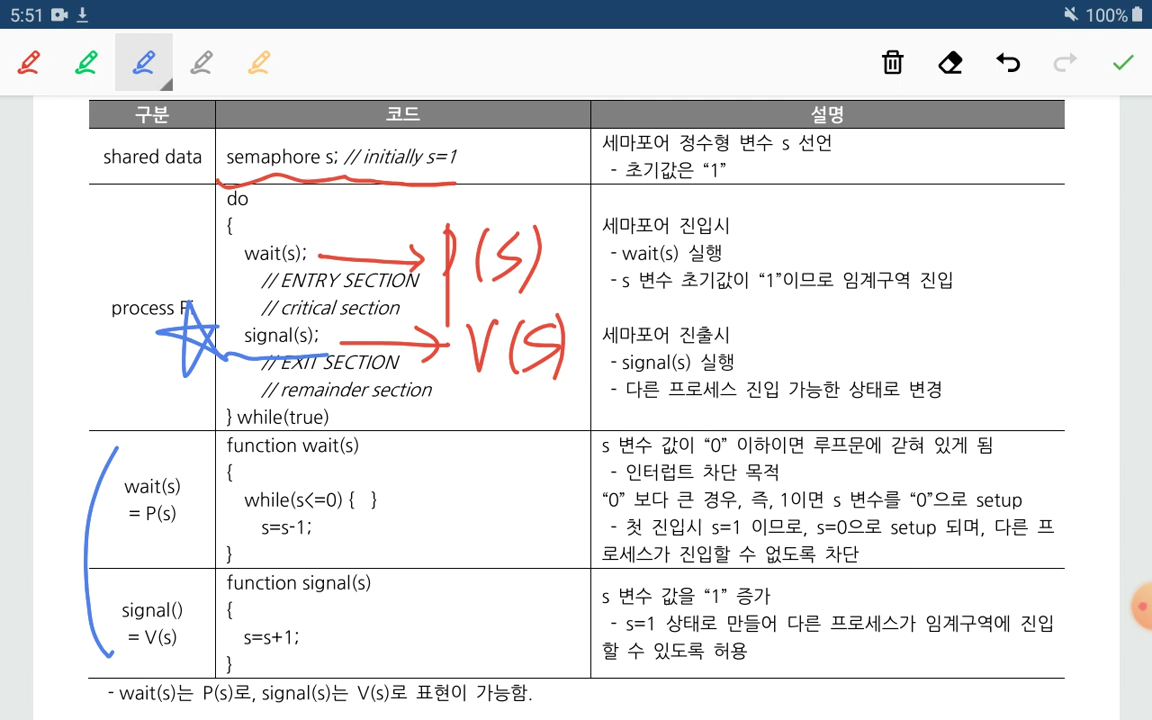 5:51
100%
구분 코드 설명
shared data
semaphore s; // initially s=1
세마포어 정수형 변수 s 선언
- 초기값은 “1”
process P
do
{
wait(s);
// ENTRY SECTION
// critical section
signal(s);
// EXIT SECTION
// remainder section
} while(true)
P(S)
V(S)
세마포어 진입시
- wait(s) 실행
- s 변수 초기값이 “1”이므로 임계구역 진입
세마포어 진출시
- signal(s) 실행
- 다른 프로세스 진입 가능한 상태로 변경
wait(s)
= P(s)
function wait(s)
{
while(s<=0) { }
s=s-1;
}
s 변수 값이 “0” 이하이면 루프문에 갇혀 있게 됨
- 인터럽트 차단 목적
“0” 보다 큰 경우, 즉, 1이면 s 변수를 “0”으로 setup
- 첫 진입시 s=1 이므로, s=0으로 setup 되며, 다른 프
로세스가 진입할 수 없도록 차단
signal()
= V(s)
function signal(s)
{
s=s+1;
}
s 변수 값을 “1” 증가
- s=1 상태로 만들어 다른 프로세스가 임계구역에 진입
할 수 있도록 허용
- wait(s)는 P(s)로, signal(s)는 V(s)로 표현이 가능함.